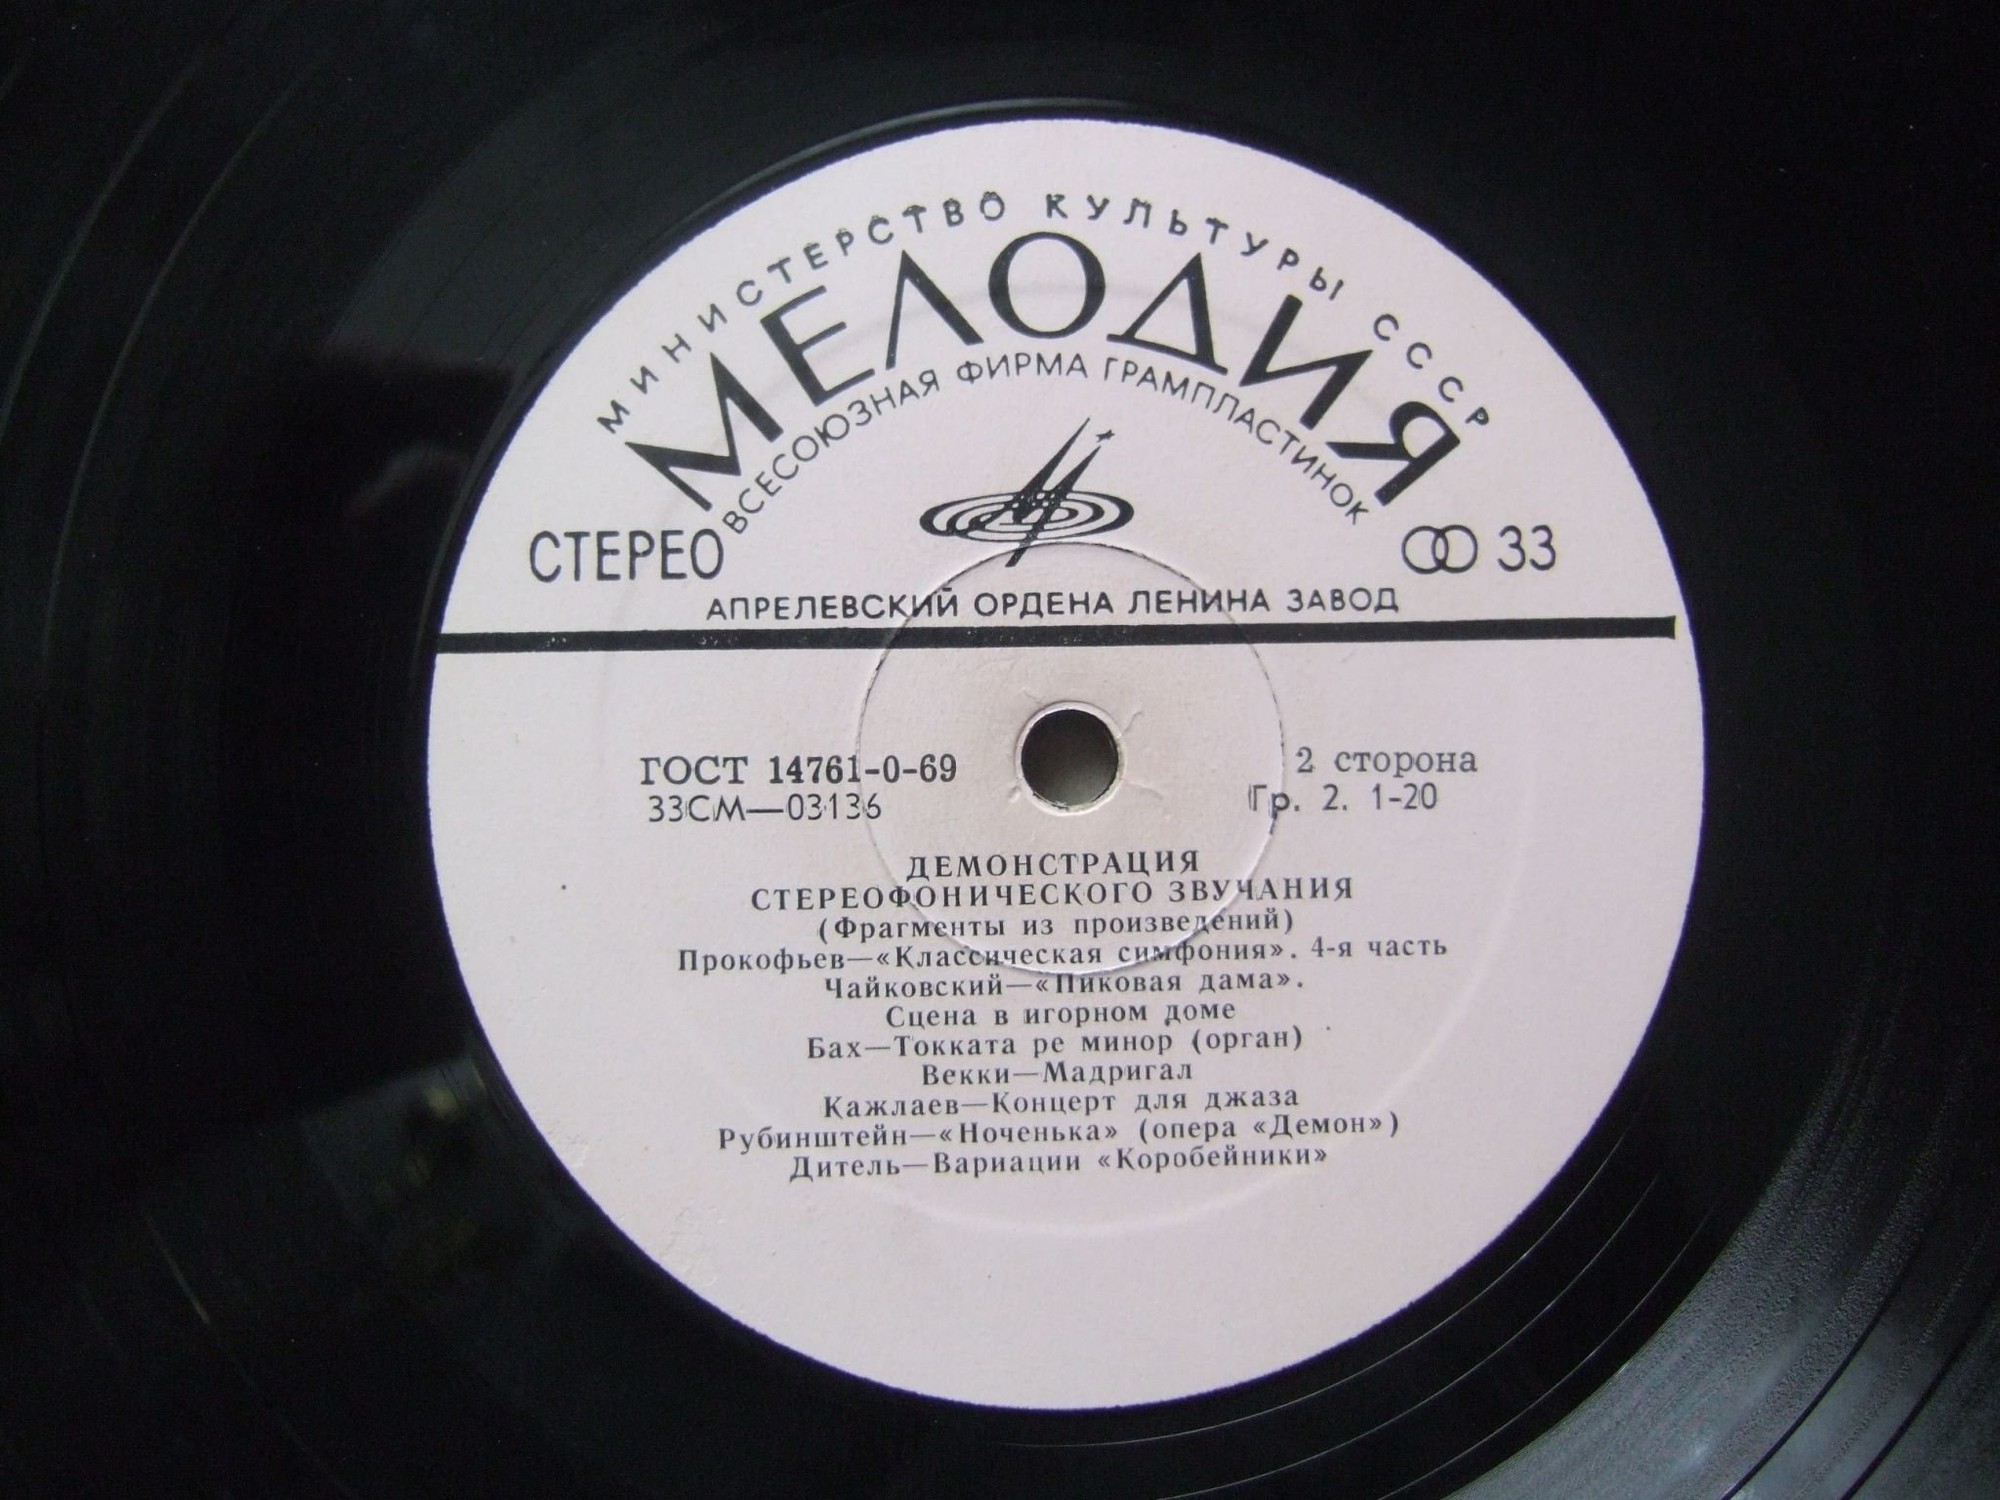 МИНИСТЕРСТВО КУЛЬТУРЫ СССР
МЕЛОДИЯ
ВСЕСОЮЗНАЯ ФИРМА ГРАМПЛАСТИНОК
СТЕРЕО
33
АПРЕЛЕВСКИЙ ОРДЕНА ЛЕНИНА ЗАВОД
ГОСТ 14761-0-69
2 сторона
33СМ—03136
Гр. 2. 1-20
ДЕМОНСТРАЦИЯ
СТЕРЕОФОНИЧЕСКОГО ЗВУЧАНИЯ
(Фрагменты из произведений)
Прокофьев—«Классическая симфония». 4-я часть
Чайковский—«Пиковая дама».
Сцена в игорном доме
Бах—Токката ре минор (орган)
Векки—Мадригал
Кажлаев—Концерт для джаза
Рубинштейн—«Ноченька» (опера «Демон»)
Дитель—Вариации «Коробейники»